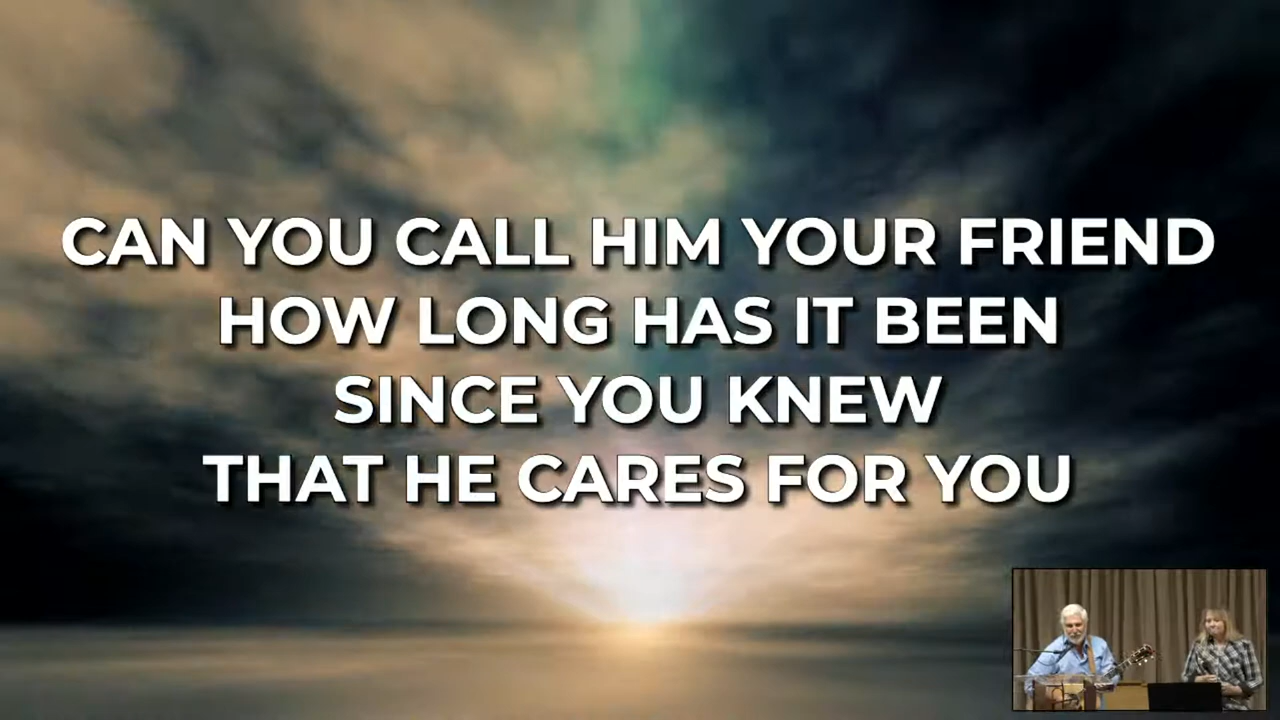 CAN YOU CALL HIM YOUR FRIEND
HOW LONG HAS IT BEEN
SINCE YOU KNEW
THAT HE CARES FOR YOU